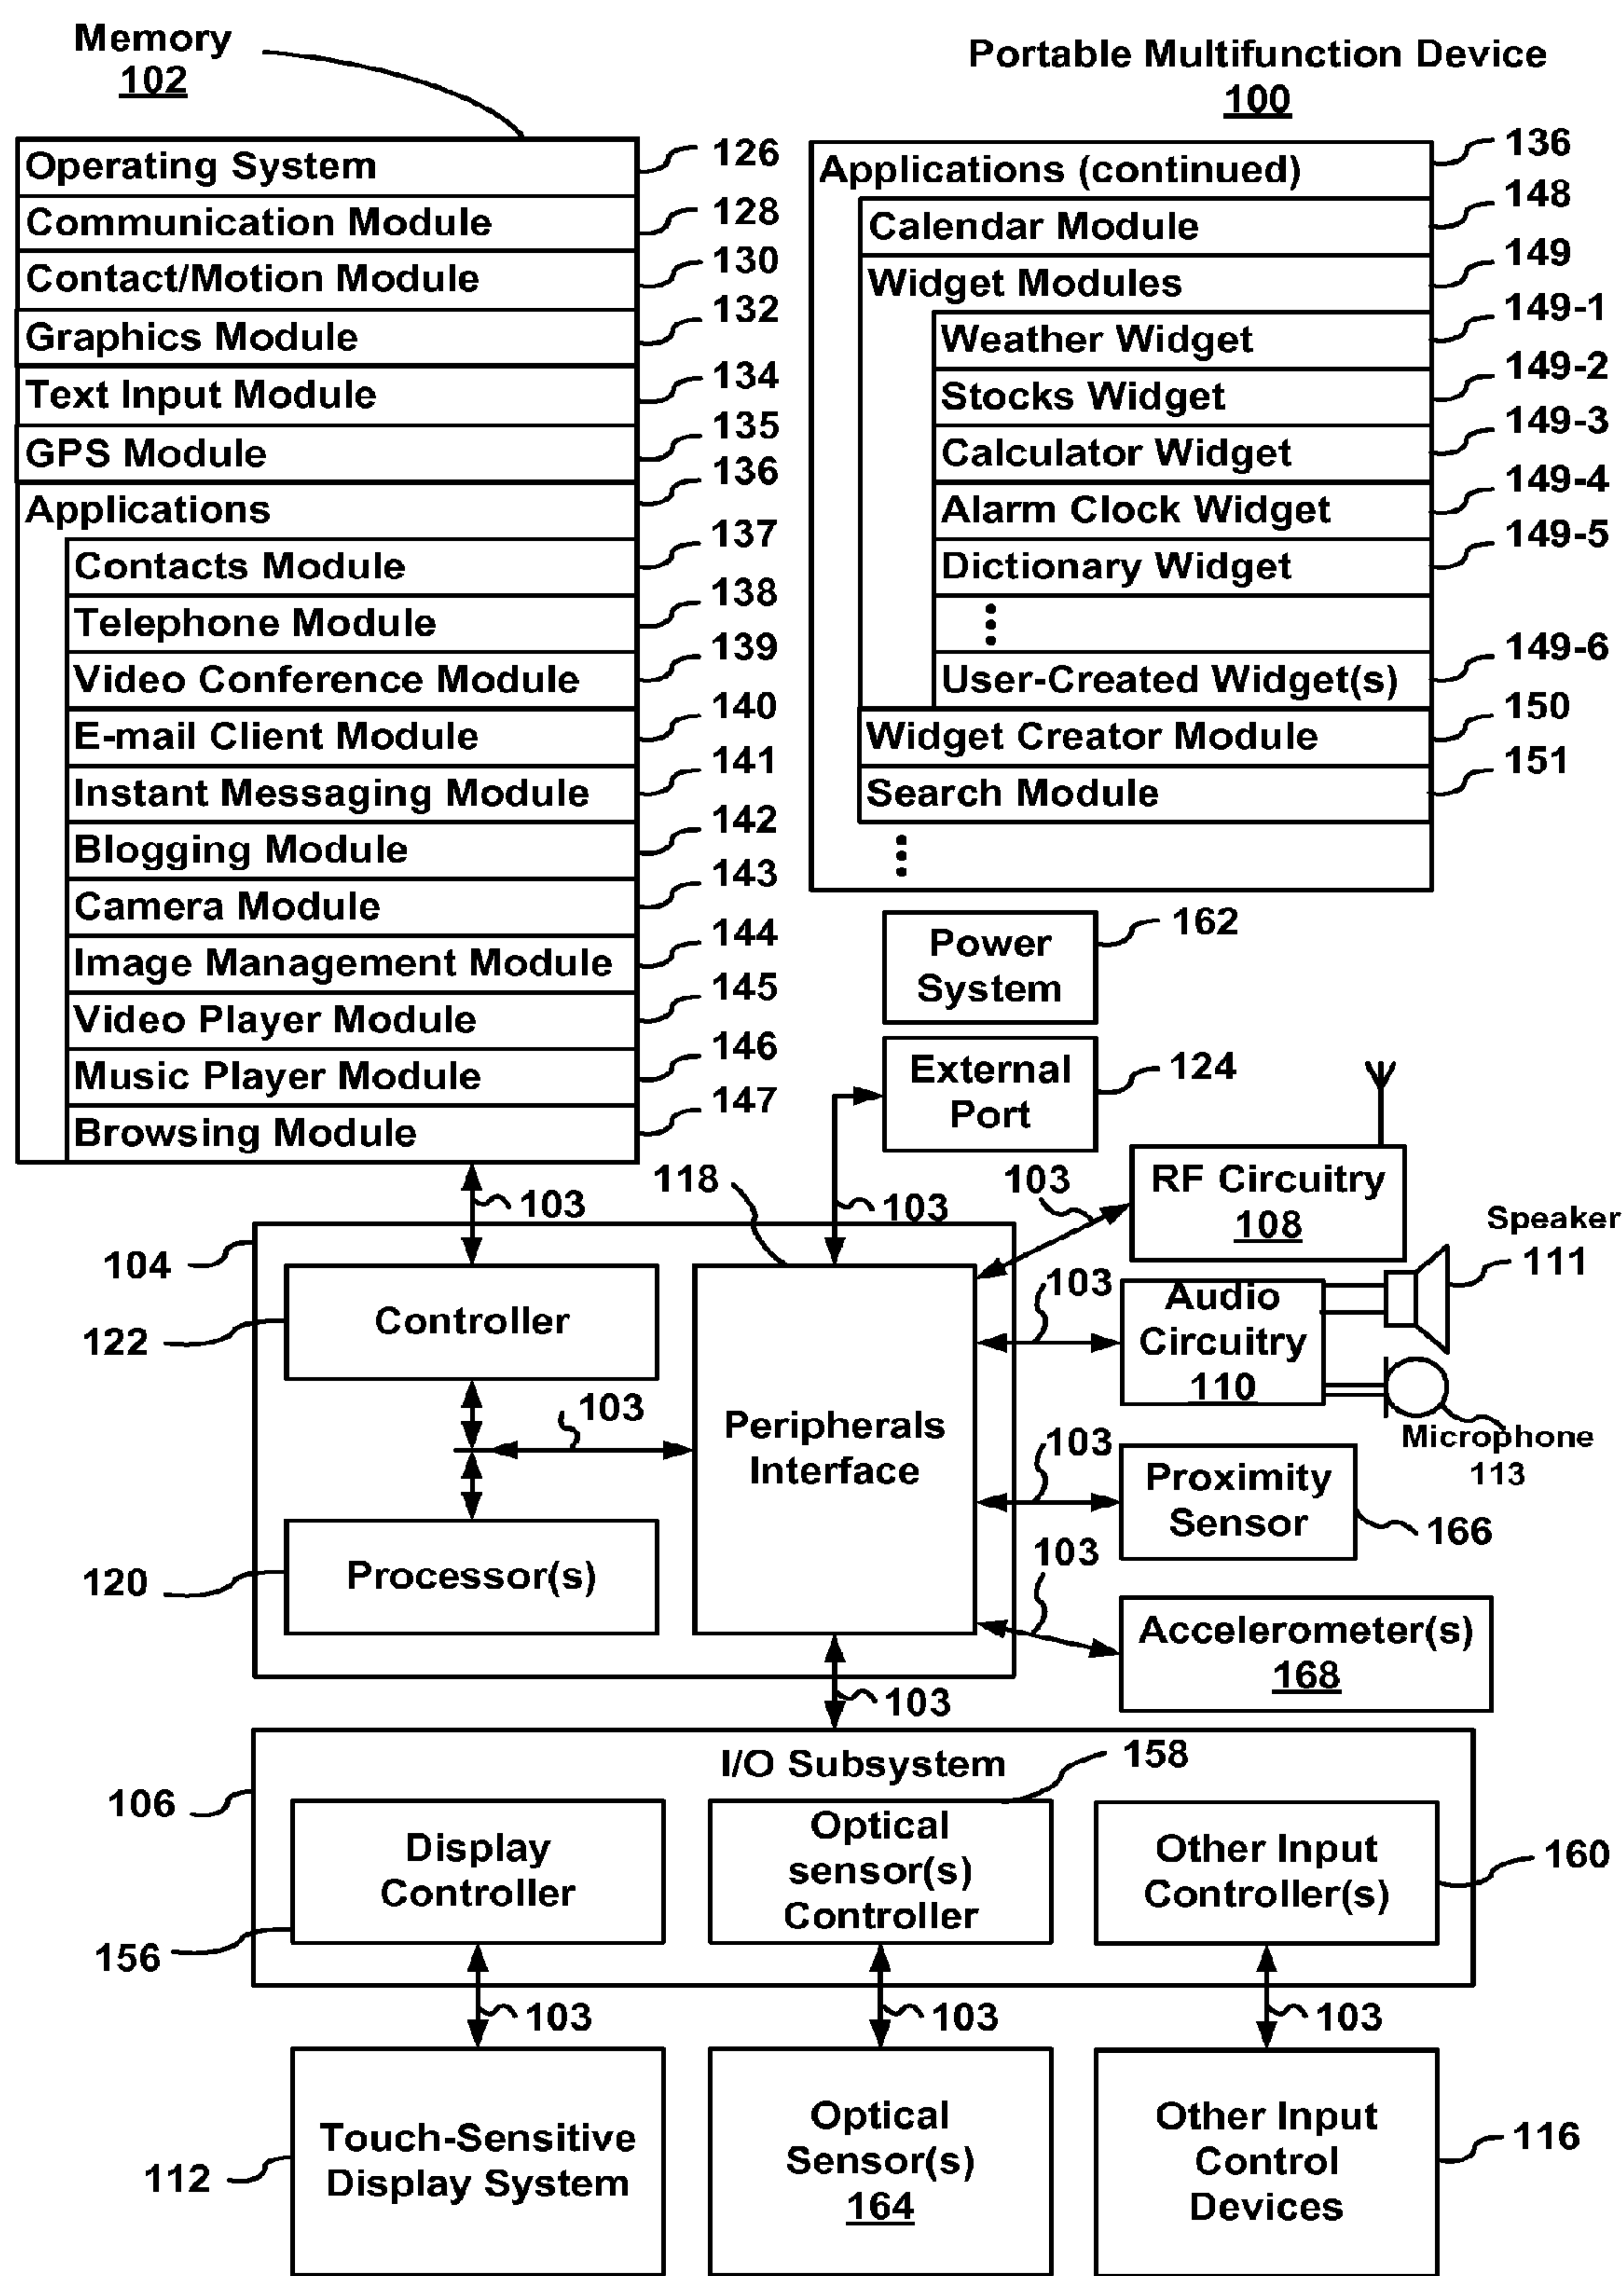 Memory
102
Portable Multifunction Device
100
Operating System
126
Communication Module
128
Contact/Motion Module
130
Graphics Module
132
Text Input Module
134
GPS Module
135
Applications
136
Contacts Module
137
Telephone Module
138
Video Conference Module
139
E-mail Client Module
140
Instant Messaging Module
141
Blogging Module
142
Camera Module
143
Image Management Module
144
Video Player Module
145
Music Player Module
146
Browsing Module
147
Applications (continued)
136
Calendar Module
148
Widget Modules
149
Weather Widget
149-1
Stocks Widget
149-2
Calculator Widget
149-3
Alarm Clock Widget
149-4
Dictionary Widget
149-5
User-Created Widget(s)
149-6
Widget Creator Module
150
Search Module
151
Power
System
162
External
Port
124
103
118
103
103
RF Circuitry
108
Speaker
111
104
Controller
122
103
Audio
Circuitry
110
Microphone
113
103
Peripherals
Interface
103
Proximity
Sensor
166
Processor(s)
120
103
Accelerometer(s)
168
103
I/O Subsystem
106
158
Display
Controller
156
Optical
sensor(s)
Controller
Other Input
Controller(s)
160
103
103
103
Touch-Sensitive
Display System
112
Optical
Sensor(s)
164
Other Input
Control
Devices
116